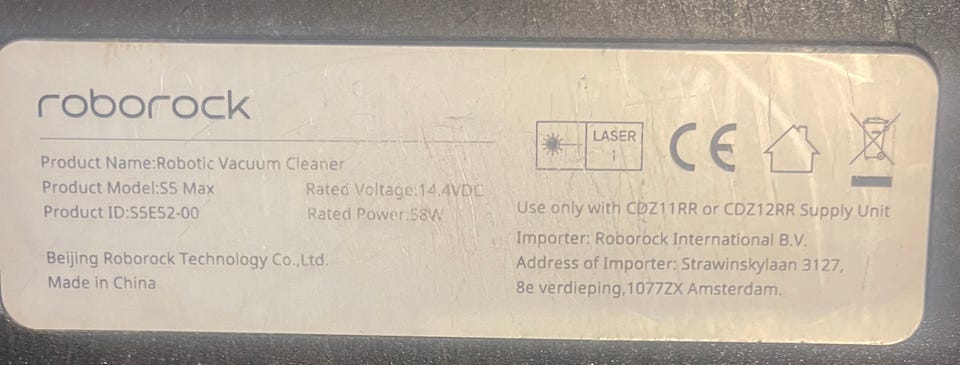 roborock
Product Name:Robotic Vacuum Cleaner
Product Model:S5 Max
Rated Voltage:14.4VDC
Product ID:S5E52-00
Rated Power:58W
Beijing Roborock Technology Co.,Ltd.
Made in China
LASER
1
CE
Use only with CDZ11RR or CDZ12RR Supply Unit
Importer: Roborock International B.V.
Address of Importer: Strawinskylaan 3127,
8e verdieping,1077ZX Amsterdam.